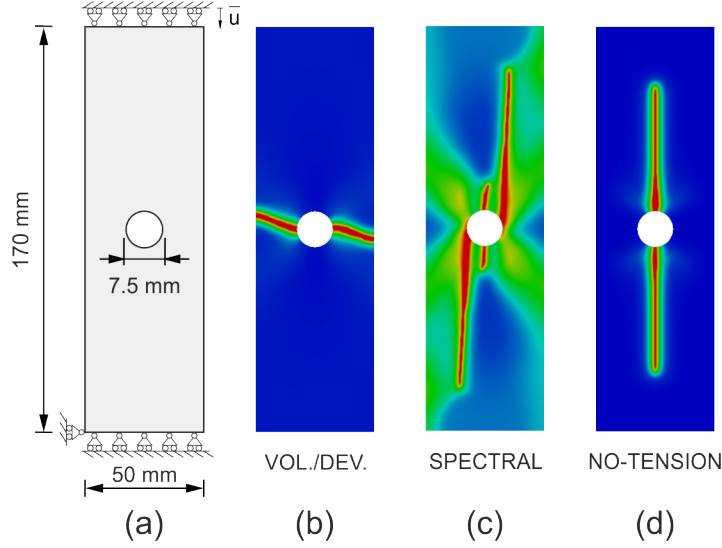 u̅
170 mm
7.5 mm
50 mm
VOL./DEV.
SPECTRAL
NO-TENSION
(a)
(b)
(c)
(d)